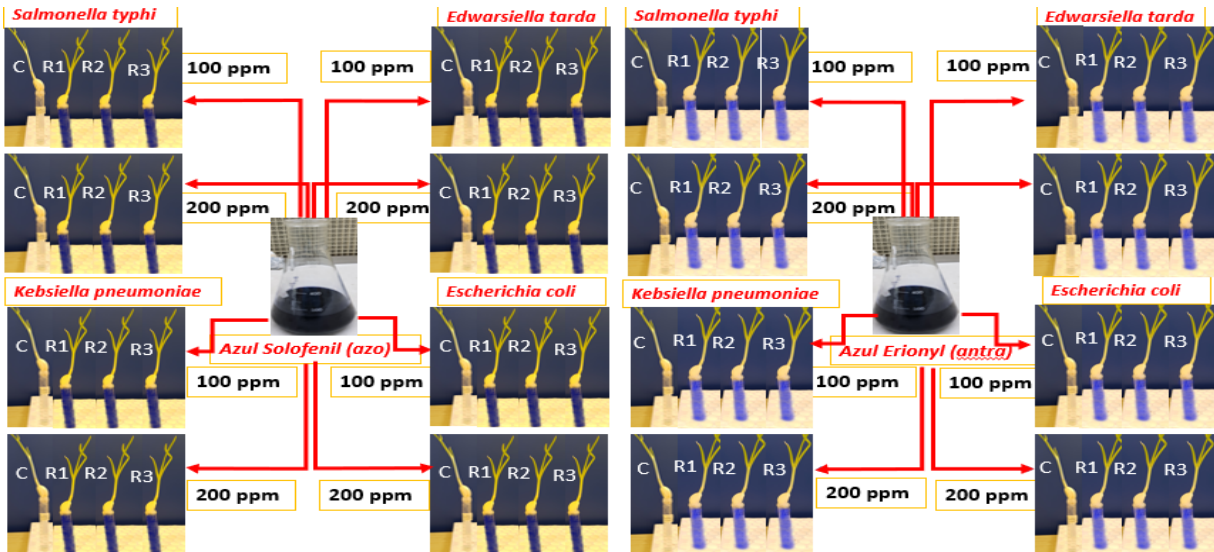 Salmonella typhi
Edwarsiella tarda
Salmonella typhi
Edwarsiella tarda
C R1 R2 R3
100 ppm
100 ppm
C R1 R2 R3
C R1 R2 R3
100 ppm
100 ppm
C R1 R2 R3
C R1 R2 R3
200 ppm
200 ppm
C R1 R2 R3
C R1 R2 R3
200 ppm
200 ppm
C R1 R2 R3
Kebsiella pneumoniae
Escherichia coli
Kebsiella pneumoniae
Escherichia coli
C R1 R2 R3
Azul Solofenil (azo)
C R1 R2 R3
C R1 R2 R3
Azul Erionyl (antra)
C R1 R2 R3
100 ppm
100 ppm
100 ppm
100 ppm
C R1 R2 R3
200 ppm
200 ppm
C R1 R2 R3
C R1 R2 R3
200 ppm
200 ppm
C R1 R2 R3